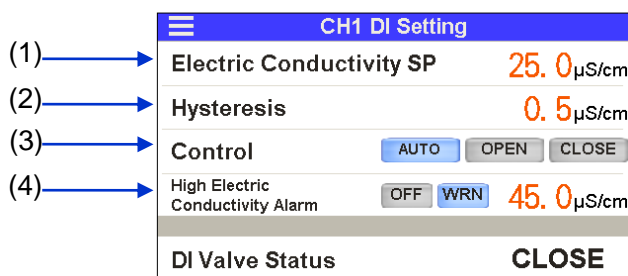 CH1 DI Setting
(1) Electric Conductivity SP 25.0μS/cm
(2) Hysteresis 0.5μS/cm
(3) Control AUTO OPEN CLOSE
(4) High Electric
Conductivity Alarm OFF WRN 45.0μS/cm
DI Valve Status CLOSE